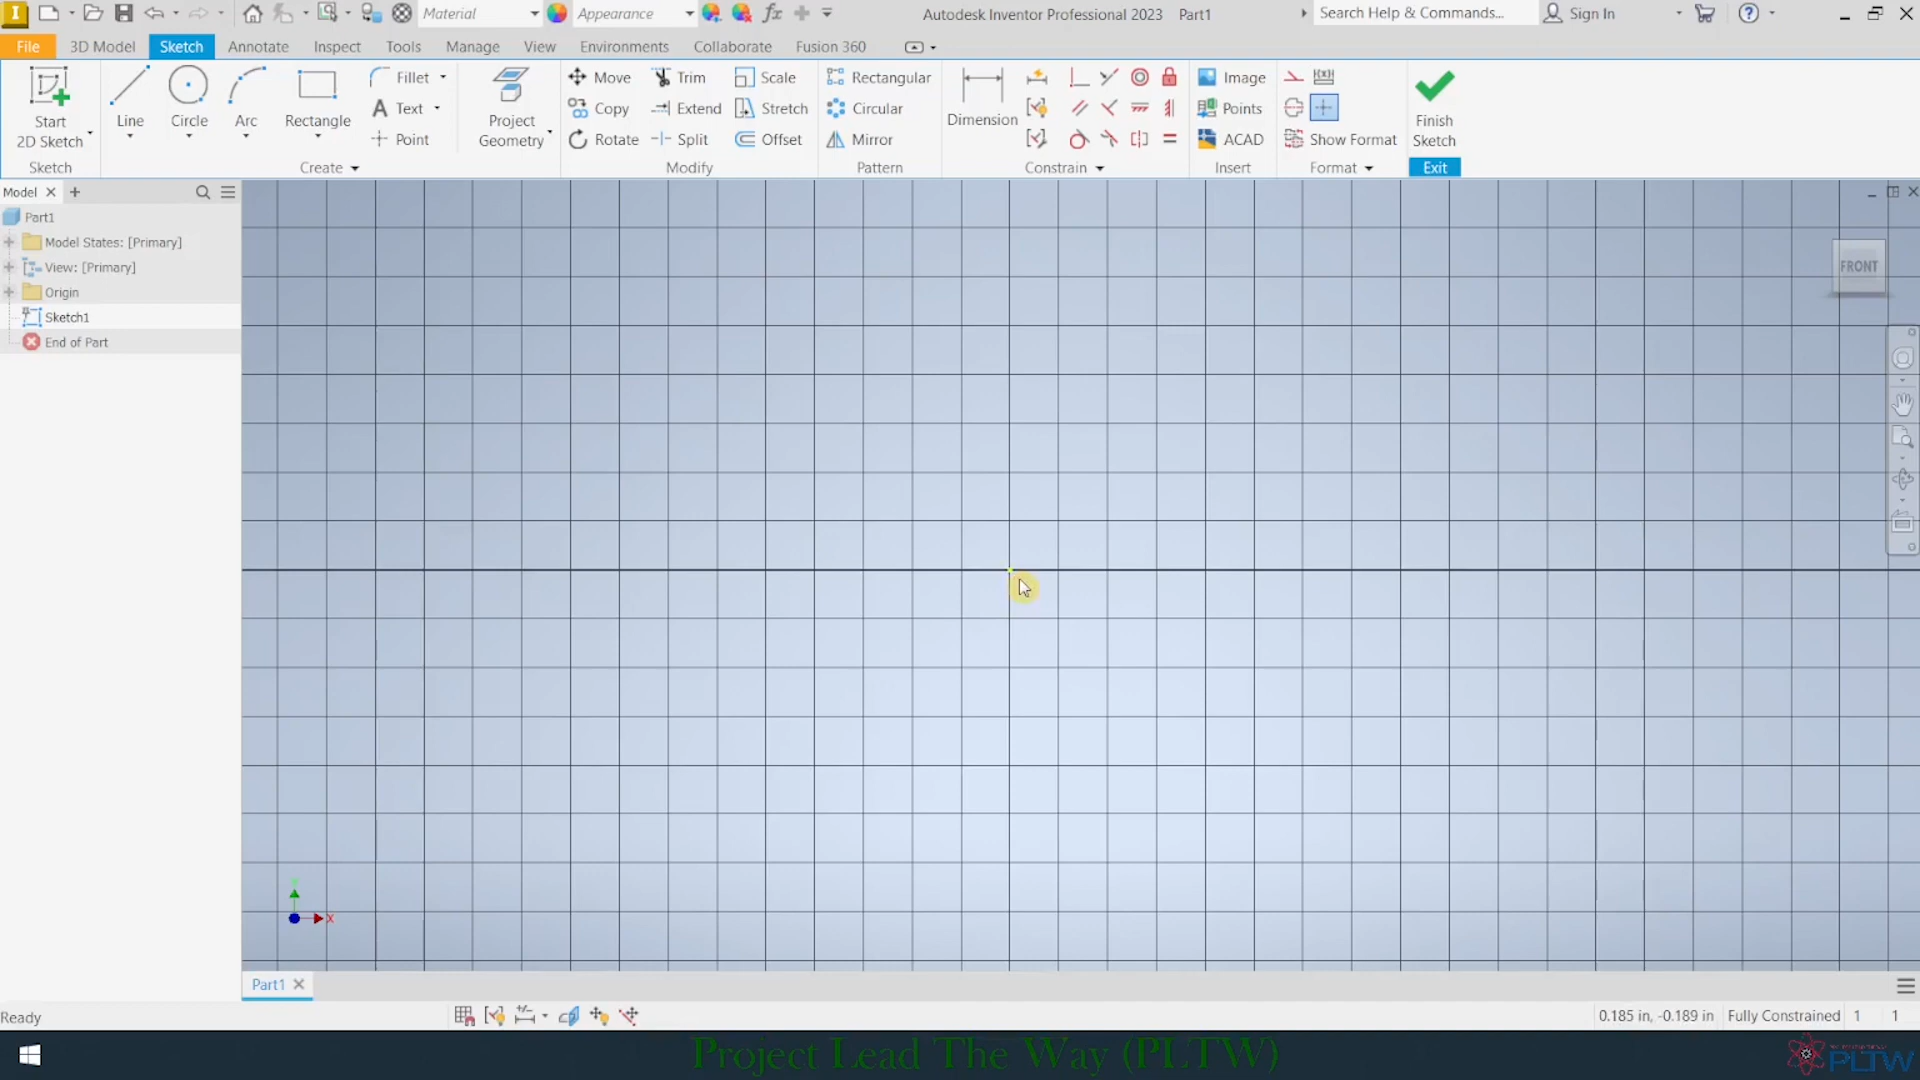 Material
Appearance
Autodesk Inventor Professional 2023 Part1
Search Help & Commands...
Sign In
File
3D Model
Sketch
Annotate
Inspect
Tools
Manage
View
Environments
Collaborate
Fusion 360
Start
2D Sketch
Sketch
Line
Circle
Arc
Rectangle
Fillet
Text
Point
Create
Project
Geometry
Move
Copy
Rotate
Trim
Extend
Split
Scale
Stretch
Offset
Modify
Rectangular
Circular
Mirror
Pattern
Dimension
Constrain
Image
Points
ACAD
Insert
Show Format
Format
Finish
Sketch
Exit
Model
Part1
Model States: [Primary]
View: [Primary]
Origin
Sketch1
End of Part
FRONT
X
Part1
Ready
0.185 in, -0.189 in
Fully Constrained
1
1
Project Lead The Way (PLTW)
PLTW